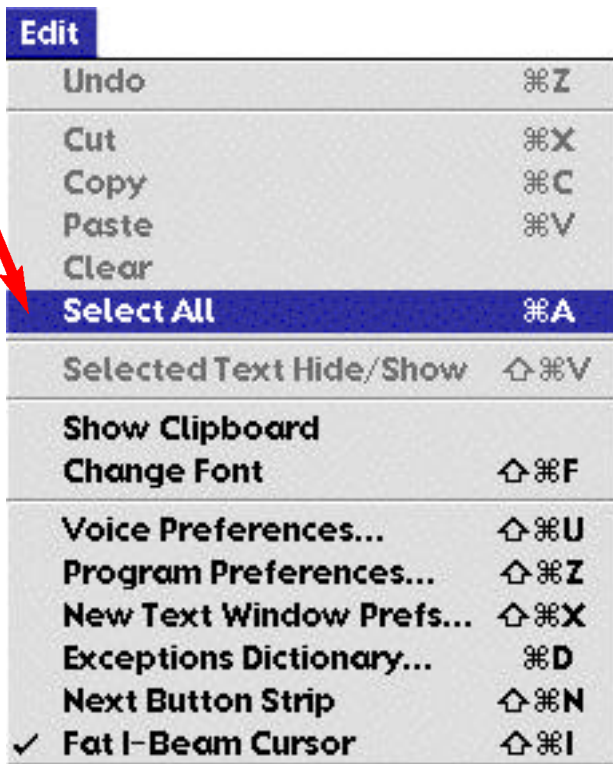 Edit
Undo ⌘Z
Cut ⌘X
Copy ⌘C
Paste ⌘V
Clear
Select All ⌘A
Selected Text Hide/Show ⇧⌘V
Show Clipboard
Change Font ⇧⌘F
Voice Preferences... ⇧⌘U
Program Preferences... ⇧⌘Z
New Text Window Prefs... ⇧⌘X
Exceptions Dictionary... ⌘D
Next Button Strip ⇧⌘N
✓ Fat I-Beam Cursor ⇧⌘I